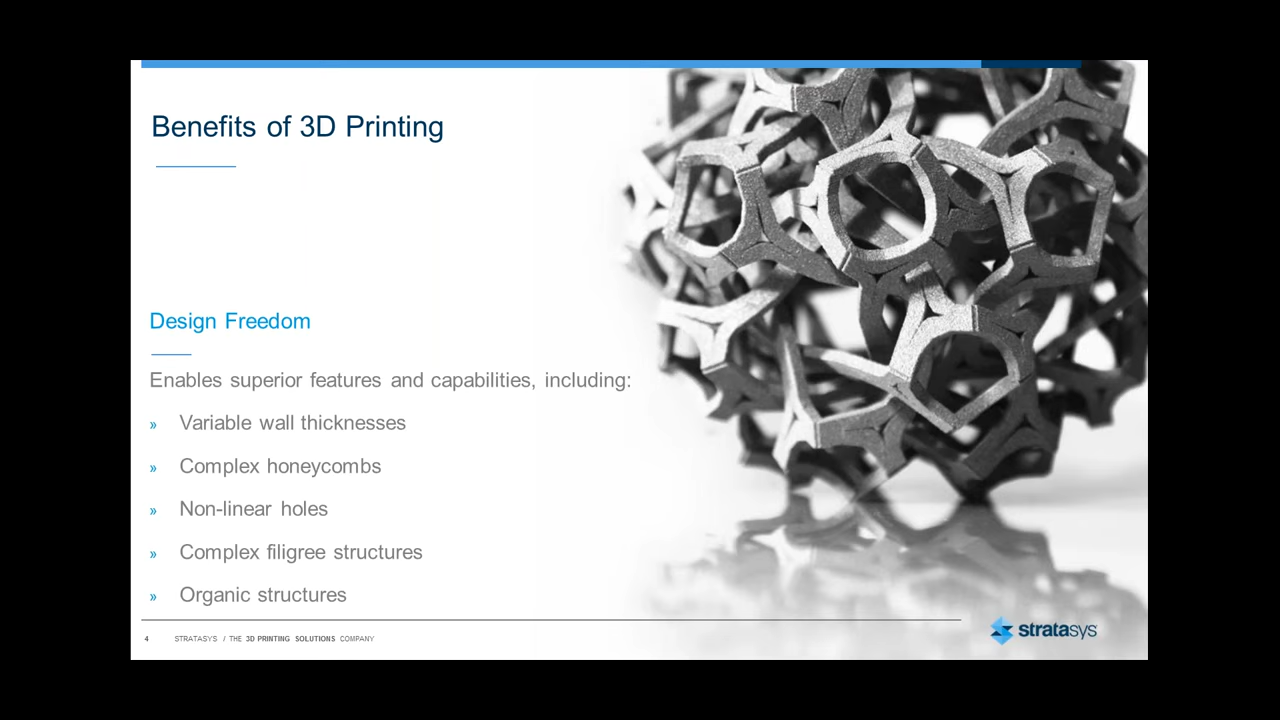 Benefits of 3D Printing
Design Freedom
Enables superior features and capabilities, including:
» Variable wall thicknesses
» Complex honeycombs
» Non-linear holes
» Complex filigree structures
» Organic structures
4 STRATASYS / THE 3D PRINTING SOLUTIONS COMPANY
stratasys